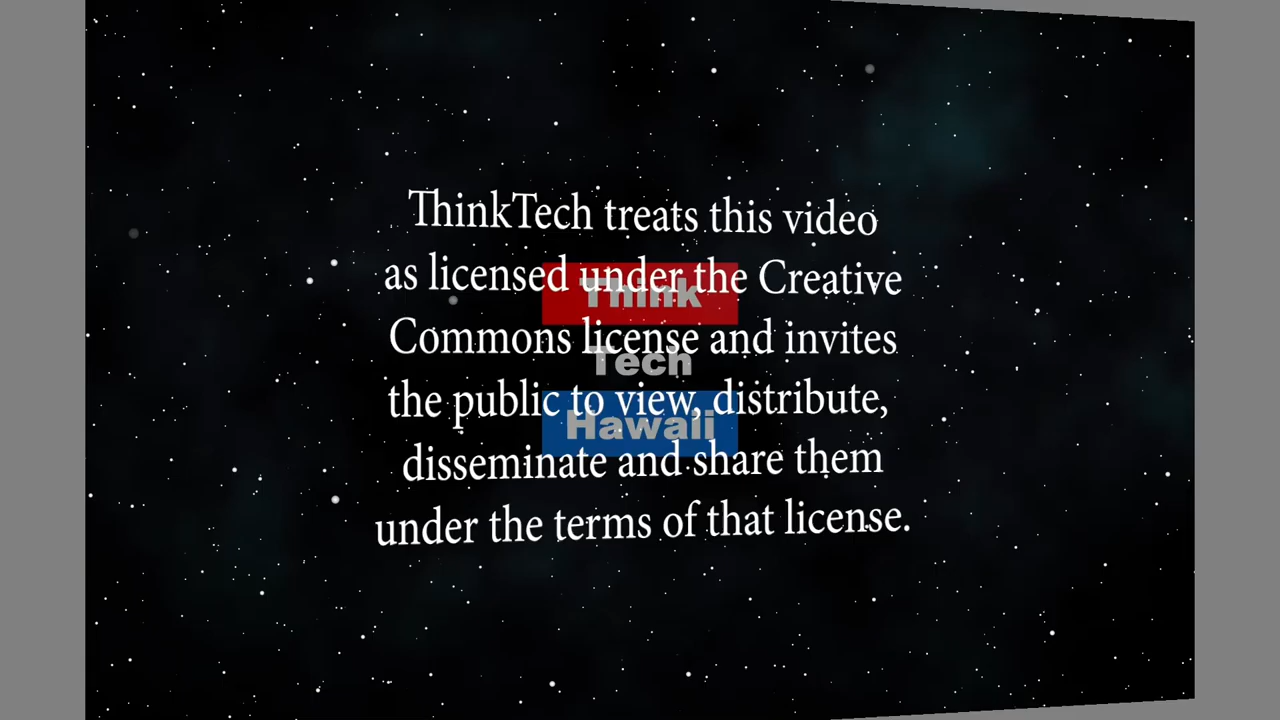 ThinkTech treats this video
as licensed under the Creative
Think
Commons license and invites
Tech
the public to view, distribute,
Hawaii
disseminate and share them
under the terms of that license.